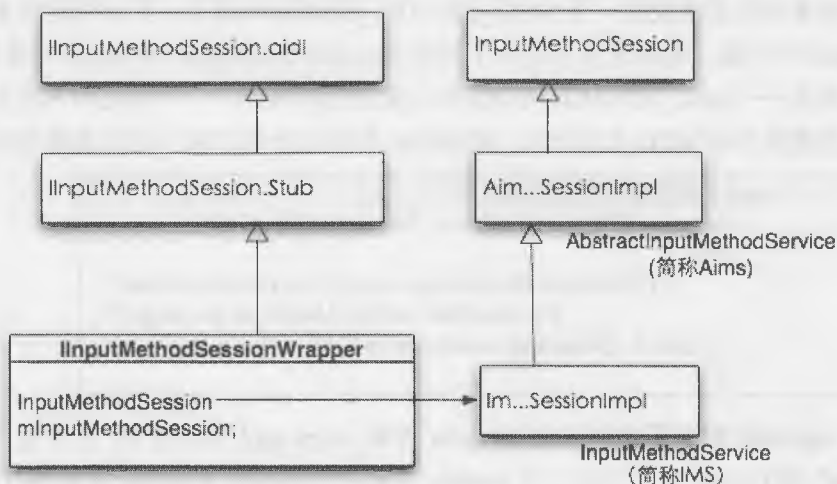 IInputMethodSession.aidl
InputMethodSession
IInputMethodSession.Stub
Aim...SessionImpl
AbstractInputMethodService
(简称Aims)
IInputMethodSessionWrapper
InputMethodSession
mInputMethodSession;
Im...SessionImpl
InputMethodService
(简称IMS)